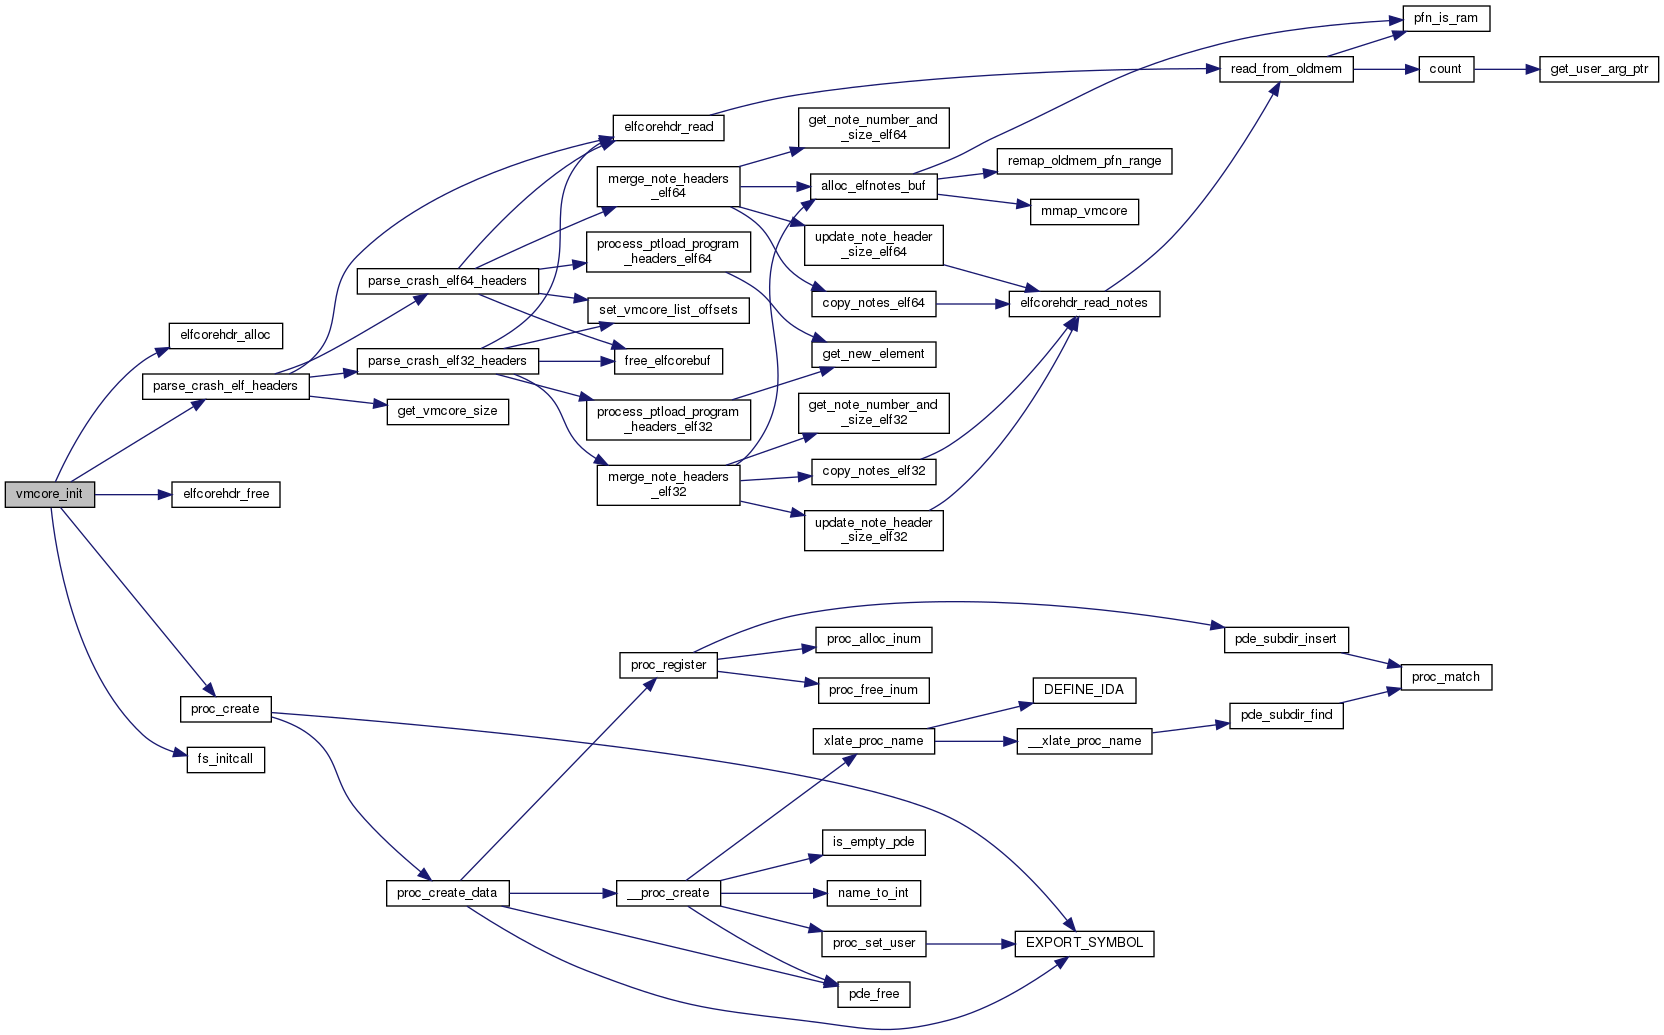 vmcore_init
elfcorehdr_alloc
parse_crash_elf_headers
elfcorehdr_free
proc_create
fs_initcall
parse_crash_elf64_headers
parse_crash_elf32_headers
get_vmcore_size
proc_create_data
elfcorehdr_read
merge_note_headers
_elf64
process_ptload_program
_headers_elf64
set_vmcore_list_offsets
free_elfcorebuf
process_ptload_program
_headers_elf32
merge_note_headers
_elf32
proc_register
__proc_create
get_note_number_and
_size_elf64
alloc_elfnotes_buf
update_note_header
_size_elf64
copy_notes_elf64
get_new_element
get_note_number_and
_size_elf32
copy_notes_elf32
update_note_header
_size_elf32
proc_alloc_inum
proc_free_inum
xlate_proc_name
is_empty_pde
name_to_int
proc_set_user
pde_free
remap_oldmem_pfn_range
mmap_vmcore
elfcorehdr_read_notes
DEFINE_IDA
__xlate_proc_name
EXPORT_SYMBOL
read_from_oldmem
pde_subdir_insert
pde_subdir_find
pfn_is_ram
count
proc_match
get_user_arg_ptr